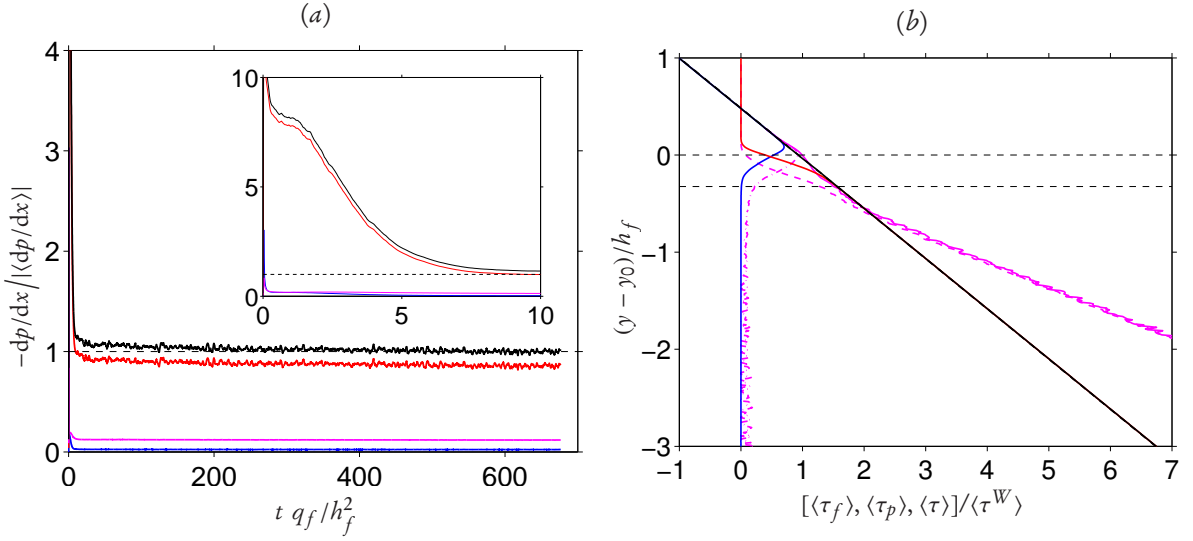 (a)
4
3
2
1
0
0 200 400 600
−dp/dx/|⟨dp/dx⟩|
t q_f/h_f^2
10
5
0
0 5 10
(b)
1
0
−1
−2
−3
−1 0 1 2 3 4 5 6 7
(y − y_0)/h_f
[⟨τ_f⟩, ⟨τ_p⟩, ⟨τ⟩]/⟨τ^W⟩